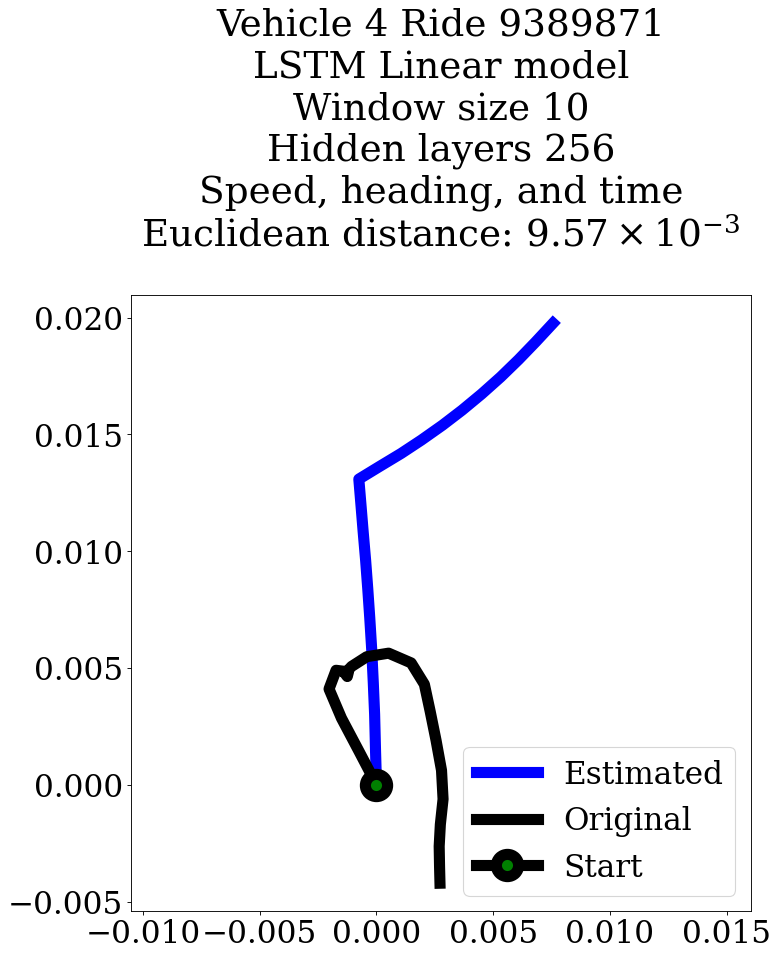 Vehicle 4 Ride 9389871
LSTM Linear model
Window size 10
Hidden layers 256
Speed, heading, and time
Euclidean distance: 9.57 × 10⁻³
0.020
0.015
0.010
0.005
0.000
−0.005
−0.010 −0.005 0.000 0.005 0.010 0.015
Estimated
Original
Start